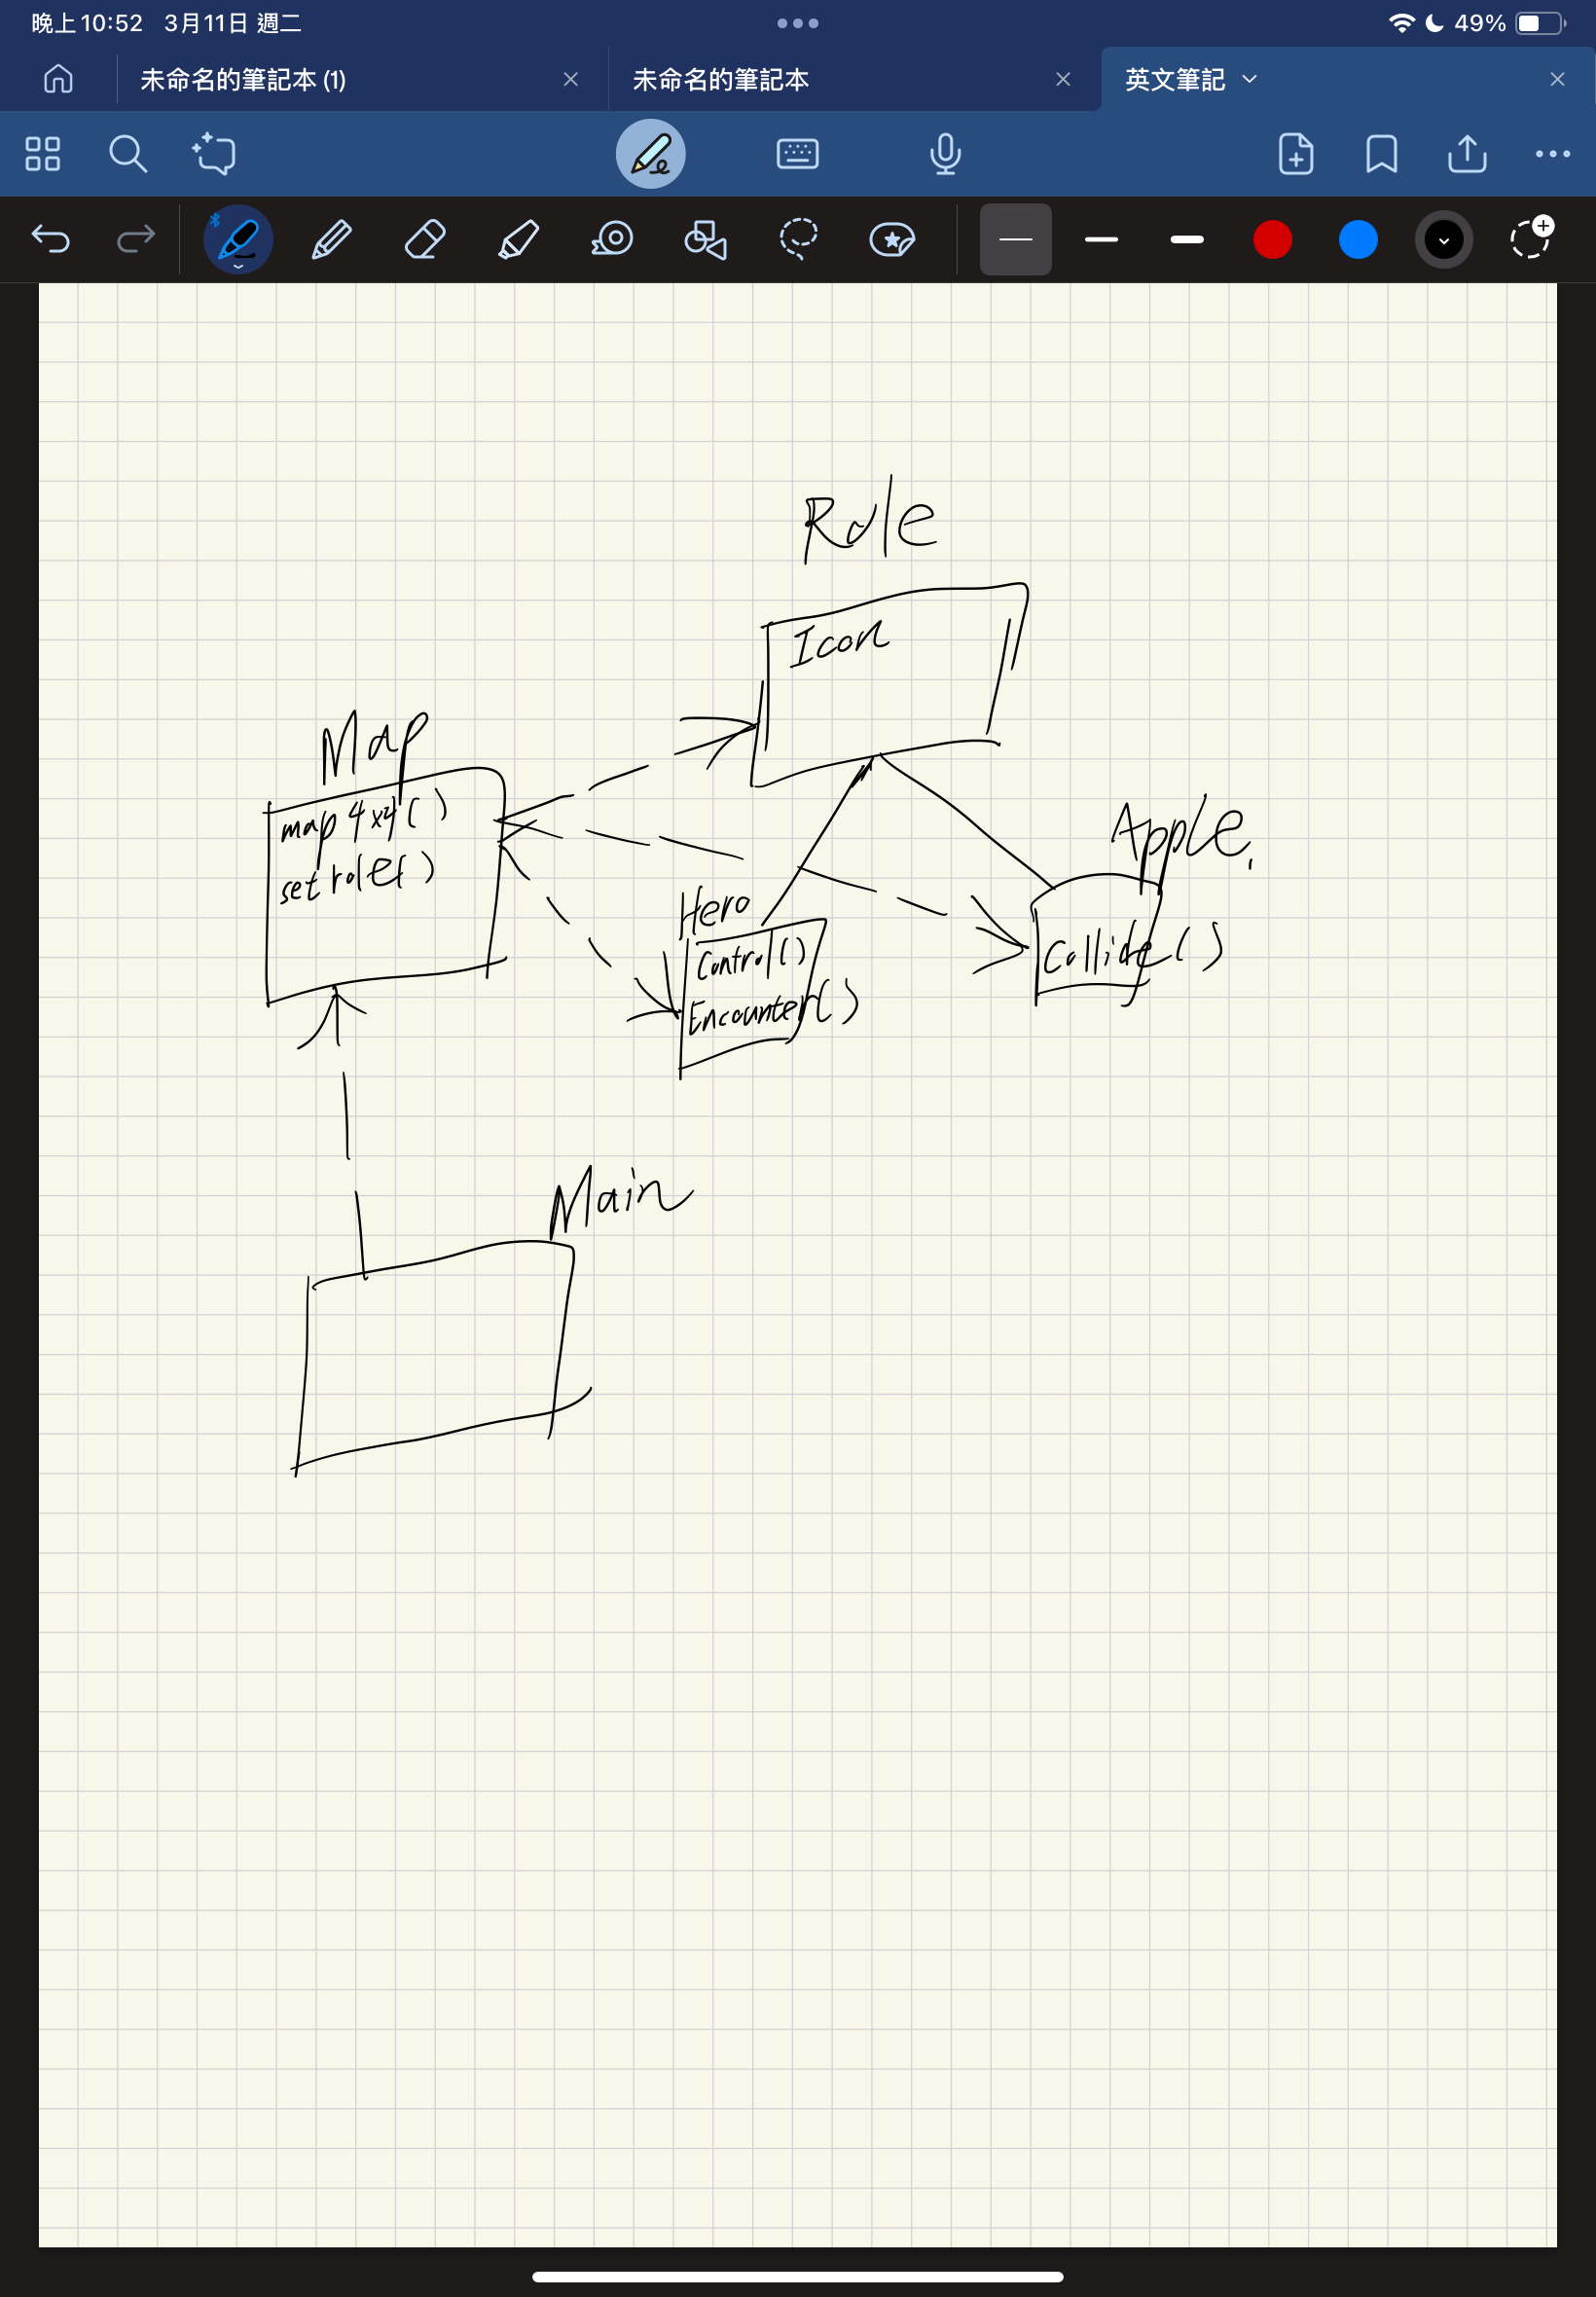 晚上10:52 3月11日 週二
49%
未命名的筆記本 (1)
未命名的筆記本
英文筆記
Role
Icon
Map
map 4x4()
set role()
Apple
Collide()
Hero
Control()
Encounter()
Main